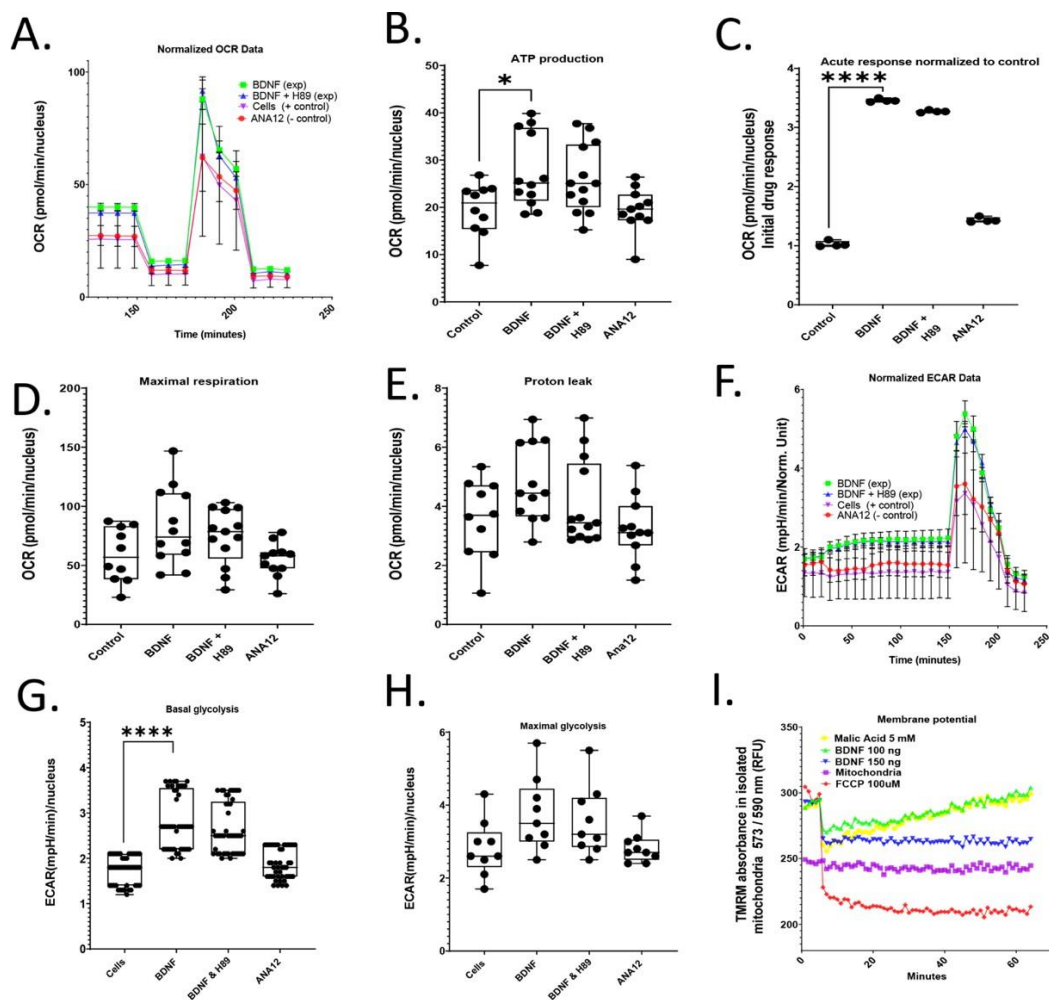 A.
Normalized OCR Data
OCR (pmol/min/nucleus)
100
50
0
BDNF (exp)
BDNF + H89 (exp)
Cells (+ control)
ANA12 (- control)
150
200
250
Time (minutes)
B.
ATP production
OCR (pmol/min/nucleus)
50
40
30
20
10
0
*
Control
BDNF
BDNF +
H89
ANA12
C.
Acute response normalized to control
OCR (pmol/min/nucleus)
Initial drug response
4
3
2
1
0
****
Control
BDNF
BDNF +
H89
ANA12
D.
Maximal respiration
OCR (pmol/min/nucleus)
200
150
100
50
0
Control
BDNF
BDNF +
H89
ANA12
E.
Proton leak
OCR (pmol/min/nucleus)
8
6
4
2
0
Control
BDNF
BDNF +
H89
Ana12
F.
Normalized ECAR Data
ECAR (mpH/min/Norm. Unit)
6
4
2
0
BDNF (exp)
BDNF + H89 (exp)
Cells (+ control)
ANA12 (- control)
0
50
100
150
200
250
Time (minutes)
G.
Basal glycolysis
ECAR(mpH/min)/nucleus
5
4
3
2
1
0
****
Cells
BDNF
BDNF & H89
ANA12
H.
Maximal glycolysis
ECAR(mpH/min)/nucleus
6
4
2
0
Cells
BDNF
BDNF & H89
ANA12
I.
Membrane potential
TMRM absorbance in isolated
mitochondria 573 / 590 nm (RFU)
350
300
250
200
Malic Acid 5 mM
BDNF 100 ng
BDNF 150 ng
Mitochondria
FCCP 100uM
0
20
40
60
Minutes